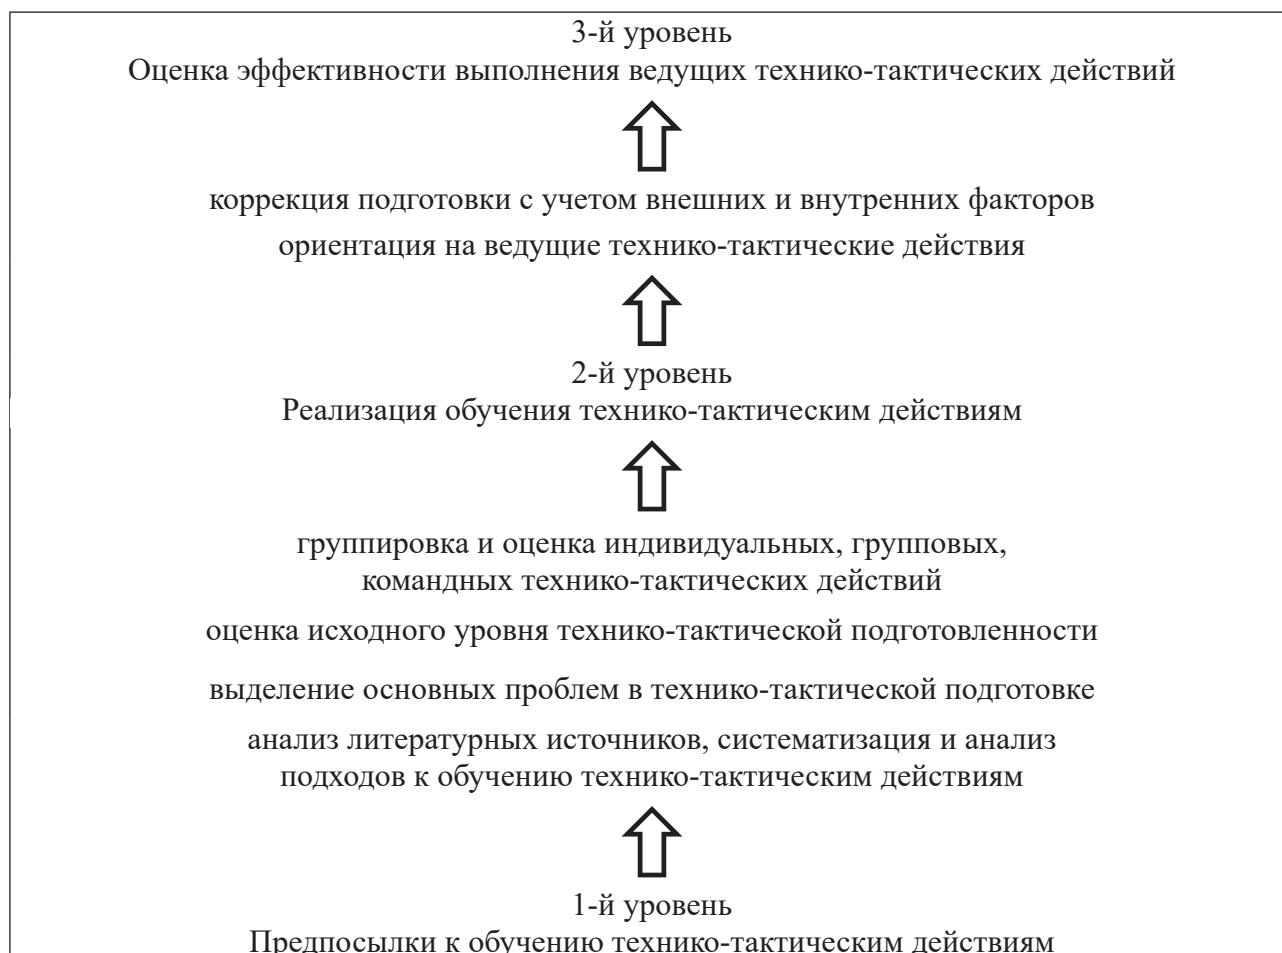 3-й уровень
Оценка эффективности выполнения ведущих технико-тактических действий
коррекция подготовки с учетом внешних и внутренних факторов
ориентация на ведущие технико-тактические действия
2-й уровень
Реализация обучения технико-тактическим действиям
группировка и оценка индивидуальных, групповых,
командных технико-тактических действий
оценка исходного уровня технико-тактической подготовленности
выделение основных проблем в технико-тактической подготовке
анализ литературных источников, систематизация и анализ
подходов к обучению технико-тактическим действиям
1-й уровень
Предпосылки к обучению технико-тактическим действиям